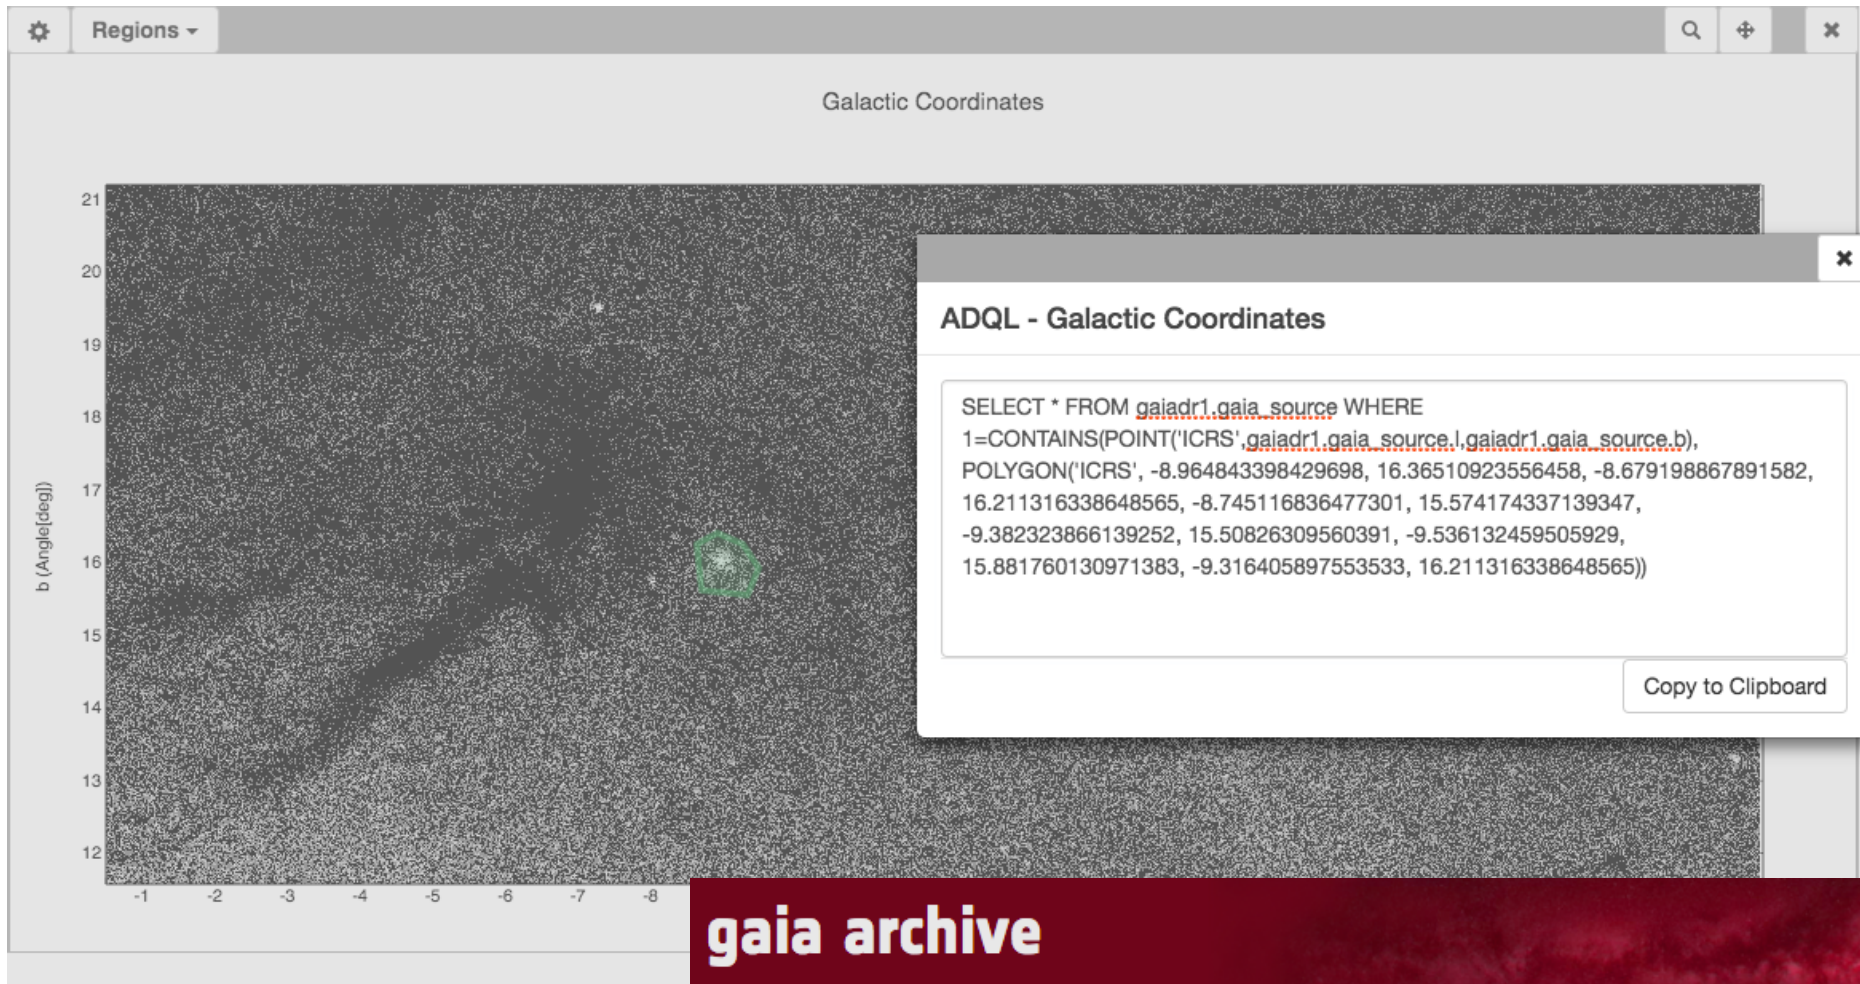 Regions
Galactic Coordinates
21
20
19
18
17
16
15
14
13
12
b (Angle[deg])
-1 -2 -3 -4 -5 -6 -7 -8
ADQL - Galactic Coordinates
SELECT * FROM gaiadr1.gaia_source WHERE
1=CONTAINS(POINT('ICRS',gaiadr1.gaia_source.l,gaiadr1.gaia_source.b),
POLYGON('ICRS', -8.964843398429698, 16.36510923556458, -8.679198867891582,
16.211316338648565, -8.745116836477301, 15.574174337139347,
-9.382323866139252, 15.50826309560391, -9.536132459505929,
15.881760130971383, -9.316405897553533, 16.211316338648565))
Copy to Clipboard
gaia archive